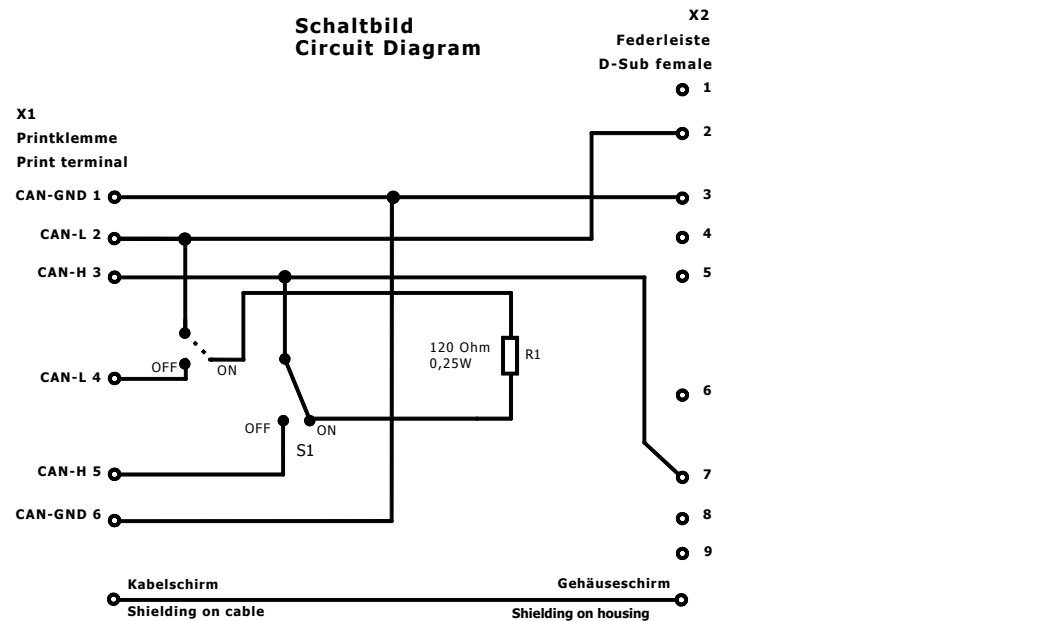 Schaltbild
Circuit Diagram
X2
Federleiste
D-Sub female
1
2
3
4
5
6
7
8
9
X1
Printklemme
Print terminal
CAN-GND 1
CAN-L 2
CAN-H 3
CAN-L 4
CAN-H 5
CAN-GND 6
OFF
ON
120 Ohm
0,25W
R1
OFF
ON
S1
Kabelschirm
Shielding on cable
Gehäuseschirm
Shielding on housing